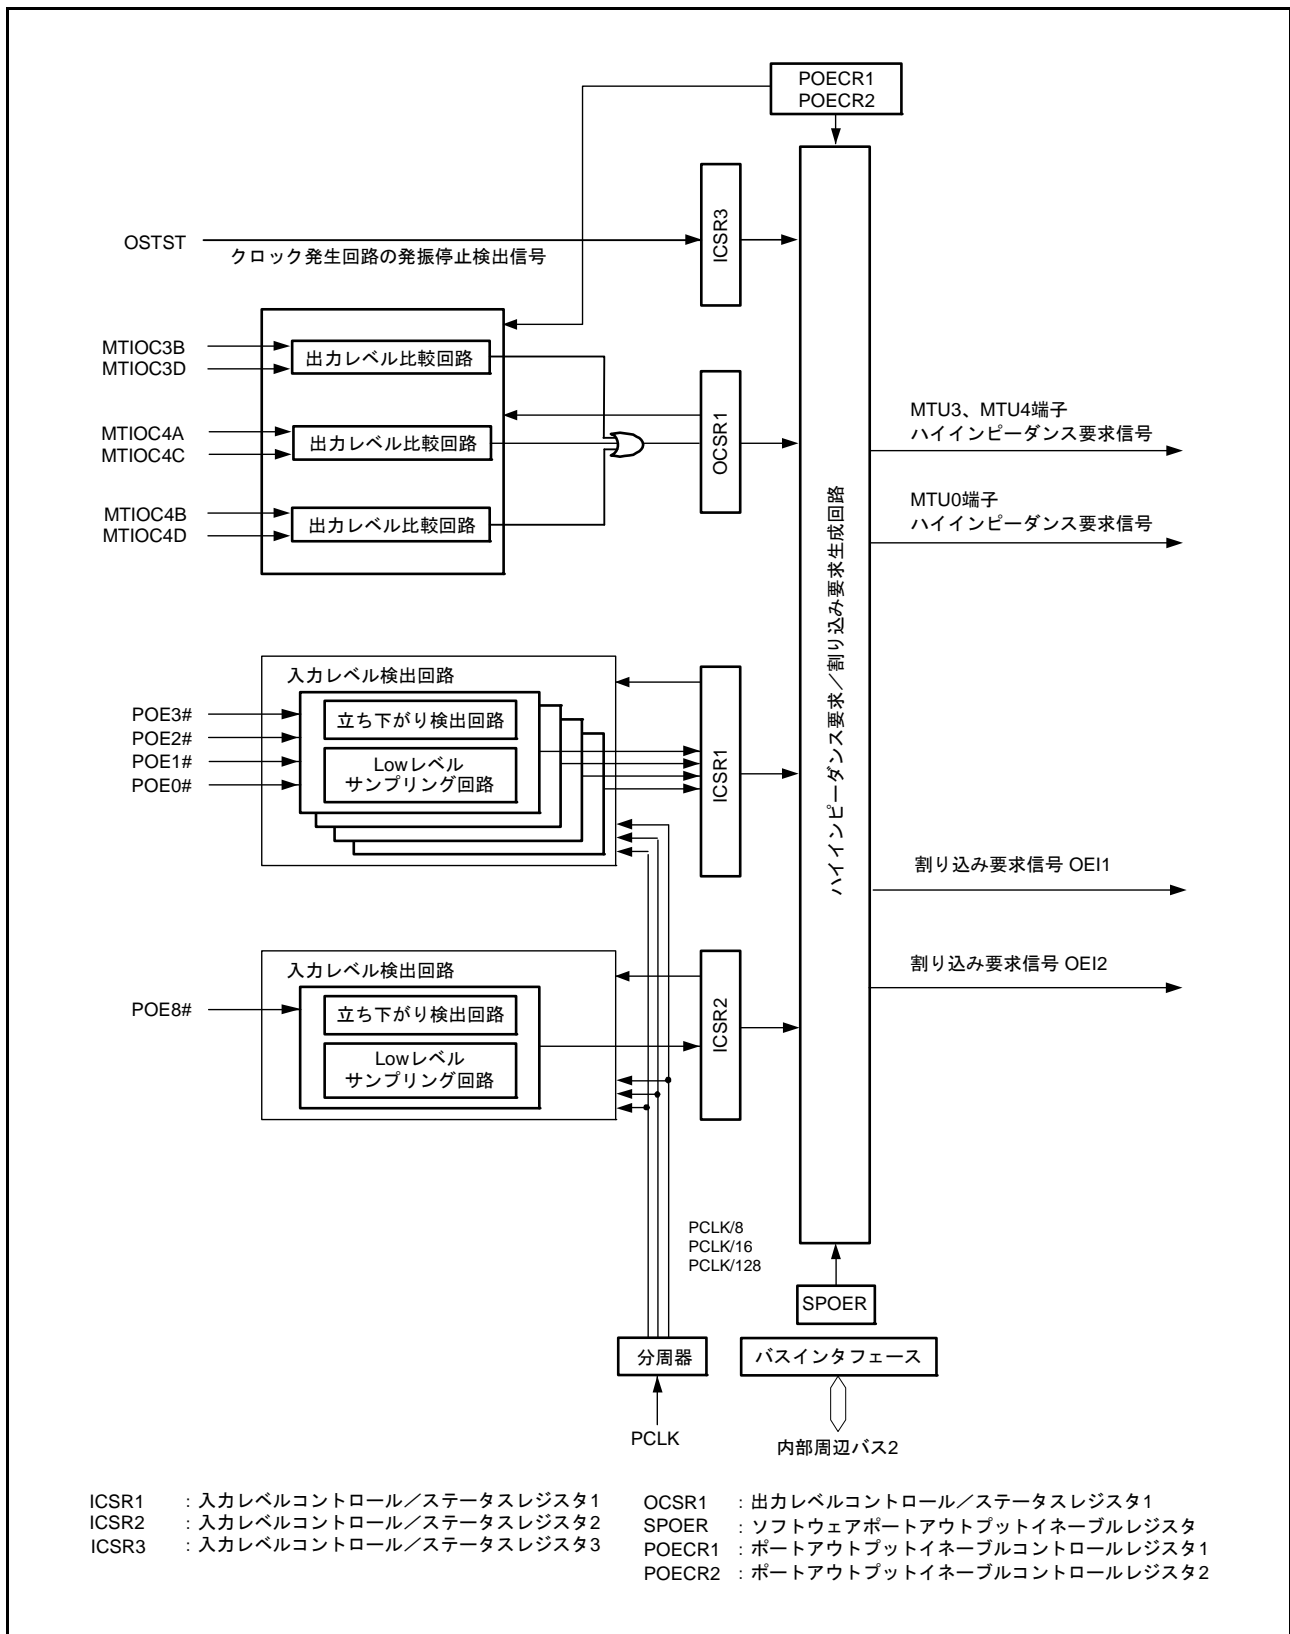 POECR1
POECR2
ICSR3
OSTST
クロック発生回路の発振停止検出信号
MTIOC3B
MTIOC3D
出力レベル比較回路
MTIOC4A
MTIOC4C
出力レベル比較回路
MTIOC4B
MTIOC4D
出力レベル比較回路
OCSR1
MTU3、MTU4端子
ハイインピーダンス要求信号
MTU0端子
ハイインピーダンス要求信号
ハイインピーダンス要求／割り込み要求生成回路
入力レベル検出回路
POE3#
POE2#
POE1#
POE0#
立ち下がり検出回路
Lowレベル
サンプリング回路
ICSR1
割り込み要求信号 OEI1
入力レベル検出回路
POE8#
立ち下がり検出回路
Lowレベル
サンプリング回路
ICSR2
割り込み要求信号 OEI2
PCLK/8
PCLK/16
PCLK/128
SPOER
分周器
バスインタフェース
PCLK
内部周辺バス2
ICSR1 : 入力レベルコントロール／ステータスレジスタ1
ICSR2 : 入力レベルコントロール／ステータスレジスタ2
ICSR3 : 入力レベルコントロール／ステータスレジスタ3
OCSR1 : 出力レベルコントロール／ステータスレジスタ1
SPOER : ソフトウェアポートアウトプットイネーブルレジスタ
POECR1 : ポートアウトプットイネーブルコントロールレジスタ1
POECR2 : ポートアウトプットイネーブルコントロールレジスタ2